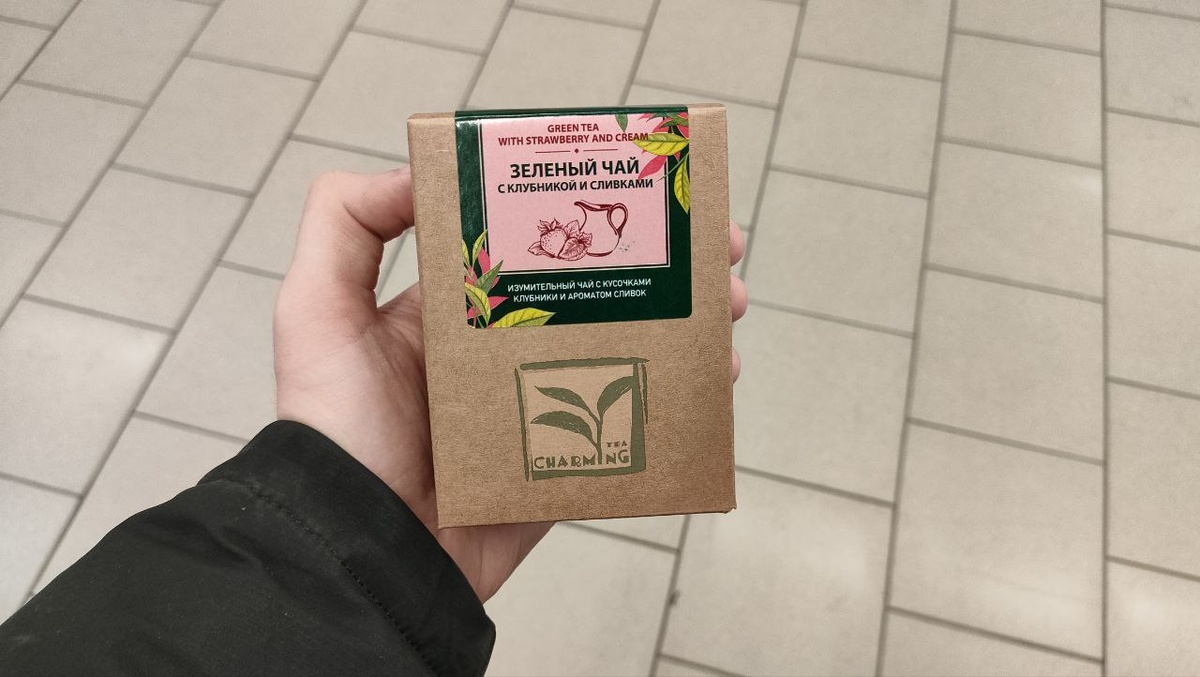 GREEN TEA
WITH STRAWBERRY AND CREAM
ЗЕЛЕНЫЙ ЧАЙ
С КЛУБНИКОЙ И СЛИВКАМИ
ИЗУМИТЕЛЬНЫЙ ЧАЙ С КУСОЧКАМИ
КЛУБНИКИ И АРОМАТОМ СЛИВОК
TEA
CHARMING